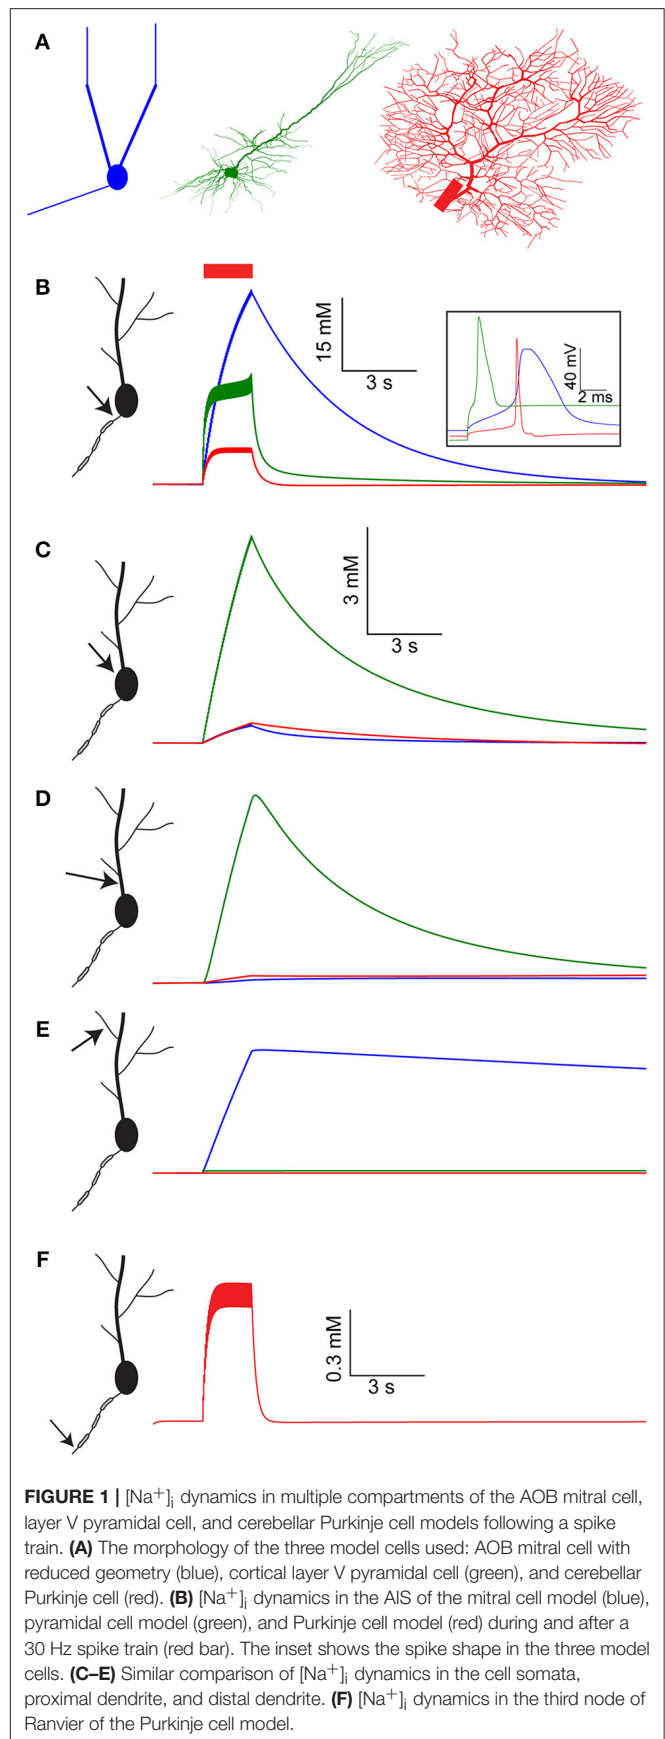 A
B
15 mM
3 s
40 mV
2 ms
C
3 mM
3 s
D
E
F
0.3 mM
3 s
FIGURE 1 | [Na+]i dynamics in multiple compartments of the AOB mitral cell,
layer V pyramidal cell, and cerebellar Purkinje cell models following a spike
train. (A) The morphology of the three model cells used: AOB mitral cell with
reduced geometry (blue), cortical layer V pyramidal cell (green), and cerebellar
Purkinje cell (red). (B) [Na+]i dynamics in the AIS of the mitral cell model (blue),
pyramidal cell model (green), and Purkinje cell model (red) during and after a
30 Hz spike train (red bar). The inset shows the spike shape in the three model
cells. (C–E) Similar comparison of [Na+]i dynamics in the cell somata,
proximal dendrite, and distal dendrite. (F) [Na+]i dynamics in the third node of
Ranvier of the Purkinje cell model.